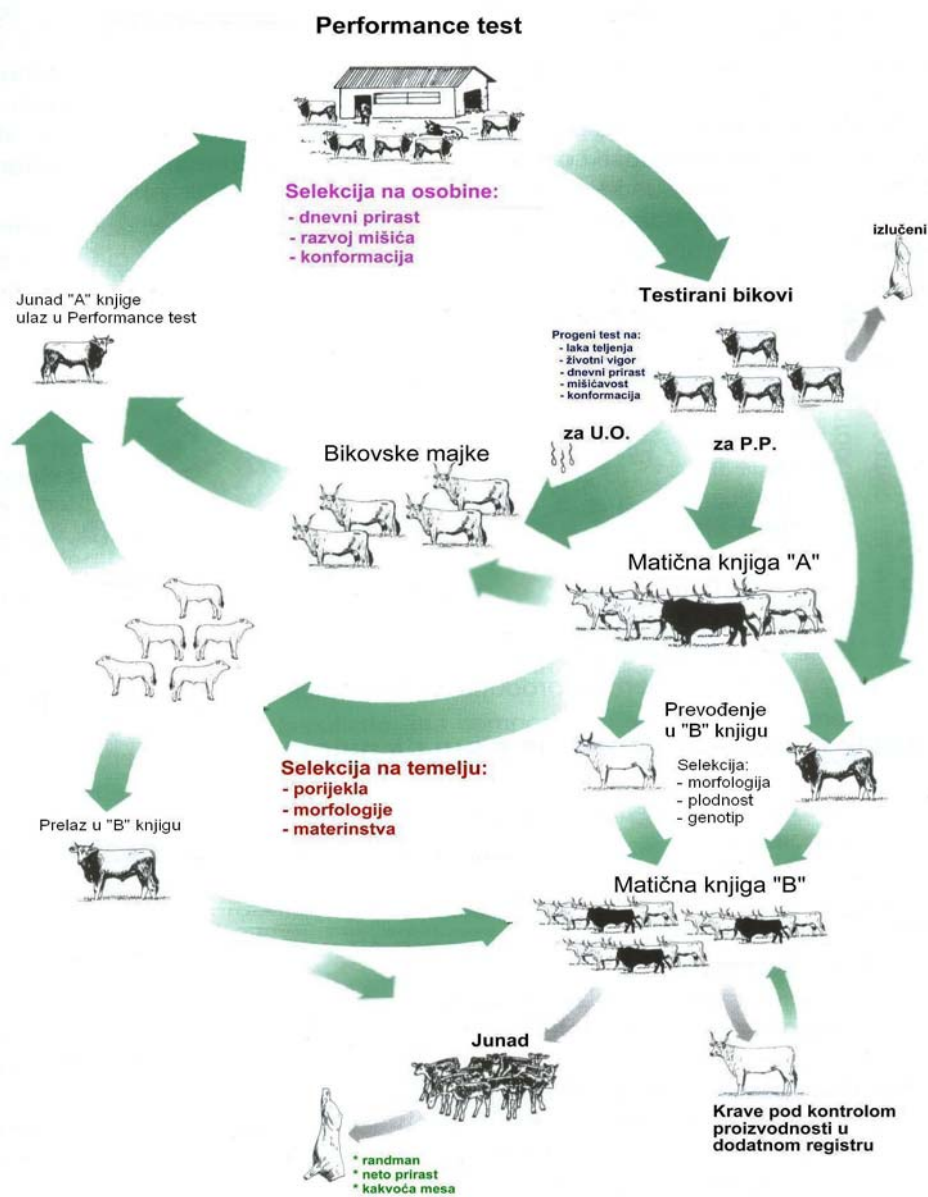 Performance test
Selekcija na osobine:
- dnevni prirast
- razvoj mišića
- konformacija
izlučeni
Junad "A" knjige
ulaz u Performance test
Testirani bikovi
Progeni test na:
- laka teljenja
- životni vigor
- dnevni prirast
- mišićavost
- konformacija
za U.O.
za P.P.
Bikovske majke
Matična knjiga "A"
Prevođenje
u "B" knjigu
Selekcija:
- morfologija
- plodnost
- genotip
Selekcija na temelju:
- porijekla
- morfologije
- materinstva
Prelaz u "B" knjigu
Matična knjiga "B"
Junad
Krave pod kontrolom
proizvodnosti u
dodatnom registru
* randman
* neto prirast
* kakvoća mesa